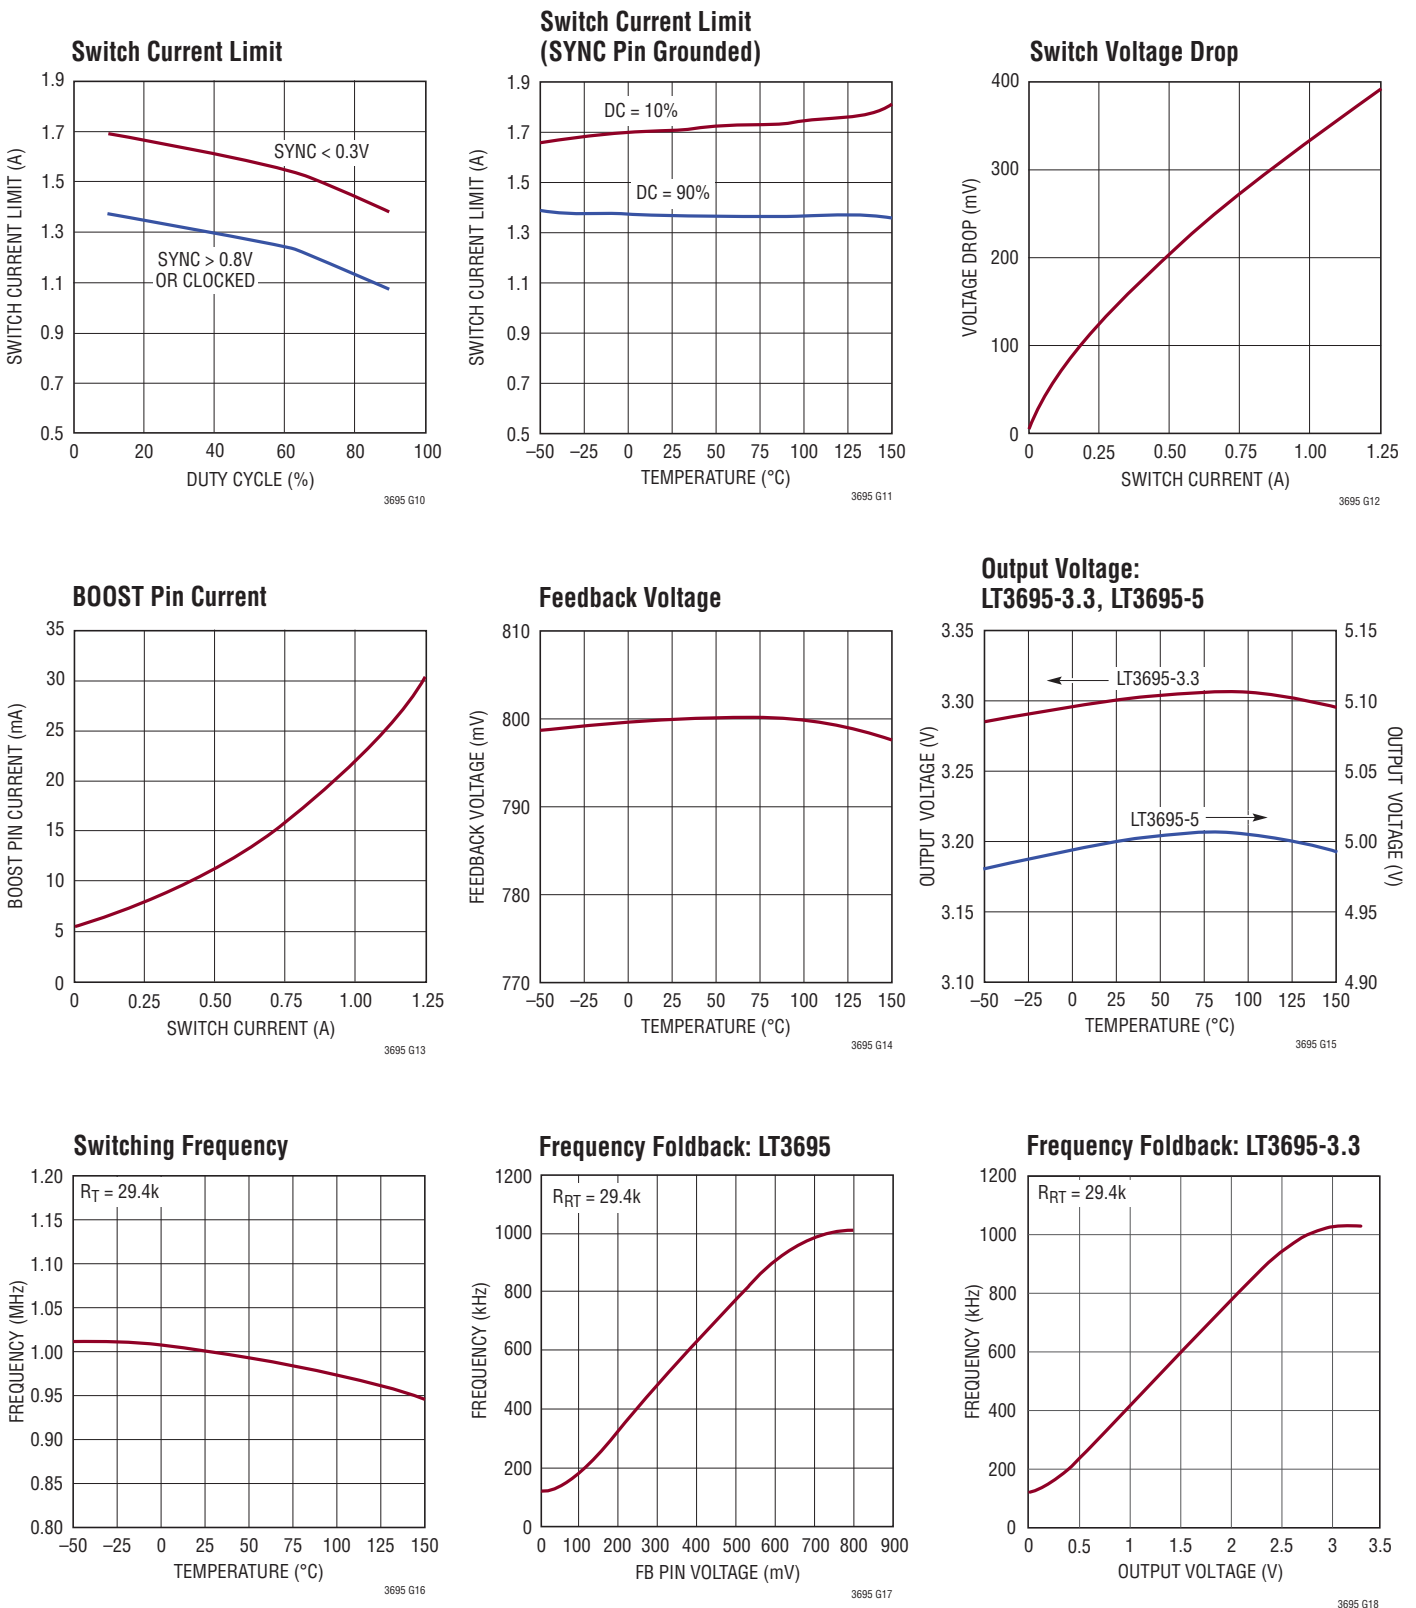 Switch Current Limit
1.9
1.7
1.5
1.3
1.1
0.9
0.7
0.5
SWITCH CURRENT LIMIT (A)
SYNC < 0.3V
SYNC > 0.8V
OR CLOCKED
0 20 40 60 80 100
DUTY CYCLE (%)
3695 G10
Switch Current Limit
(SYNC Pin Grounded)
1.9
1.7
1.5
1.3
1.1
0.9
0.7
0.5
SWITCH CURRENT LIMIT (A)
DC = 10%
DC = 90%
–50 –25 0 25 50 75 100 125 150
TEMPERATURE (°C)
3695 G11
Switch Voltage Drop
400
300
200
100
0
VOLTAGE DROP (mV)
0 0.25 0.50 0.75 1.00 1.25
SWITCH CURRENT (A)
3695 G12
BOOST Pin Current
35
30
25
20
15
10
5
0
BOOST PIN CURRENT (mA)
0 0.25 0.50 0.75 1.00 1.25
SWITCH CURRENT (A)
3695 G13
Feedback Voltage
810
800
790
780
770
FEEDBACK VOLTAGE (mV)
–50 –25 0 25 50 75 100 125 150
TEMPERATURE (°C)
3695 G14
Output Voltage:
LT3695-3.3, LT3695-5
3.35
3.30
3.25
3.20
3.15
3.10
OUTPUT VOLTAGE (V)
LT3695-3.3
LT3695-5
5.15
5.10
5.05
5.00
4.95
4.90
OUTPUT VOLTAGE (V)
–50 –25 0 25 50 75 100 125 150
TEMPERATURE (°C)
3695 G15
Switching Frequency
1.20
1.15
1.10
1.05
1.00
0.95
0.90
0.85
0.80
FREQUENCY (MHz)
RT = 29.4k
–50 –25 0 25 50 75 100 125 150
TEMPERATURE (°C)
3695 G16
Frequency Foldback: LT3695
1200
1000
800
600
400
200
0
FREQUENCY (kHz)
RRT = 29.4k
0 100 200 300 400 500 600 700 800 900
FB PIN VOLTAGE (mV)
3695 G17
Frequency Foldback: LT3695-3.3
1200
1000
800
600
400
200
0
FREQUENCY (kHz)
RRT = 29.4k
0 0.5 1 1.5 2 2.5 3 3.5
OUTPUT VOLTAGE (V)
3695 G18